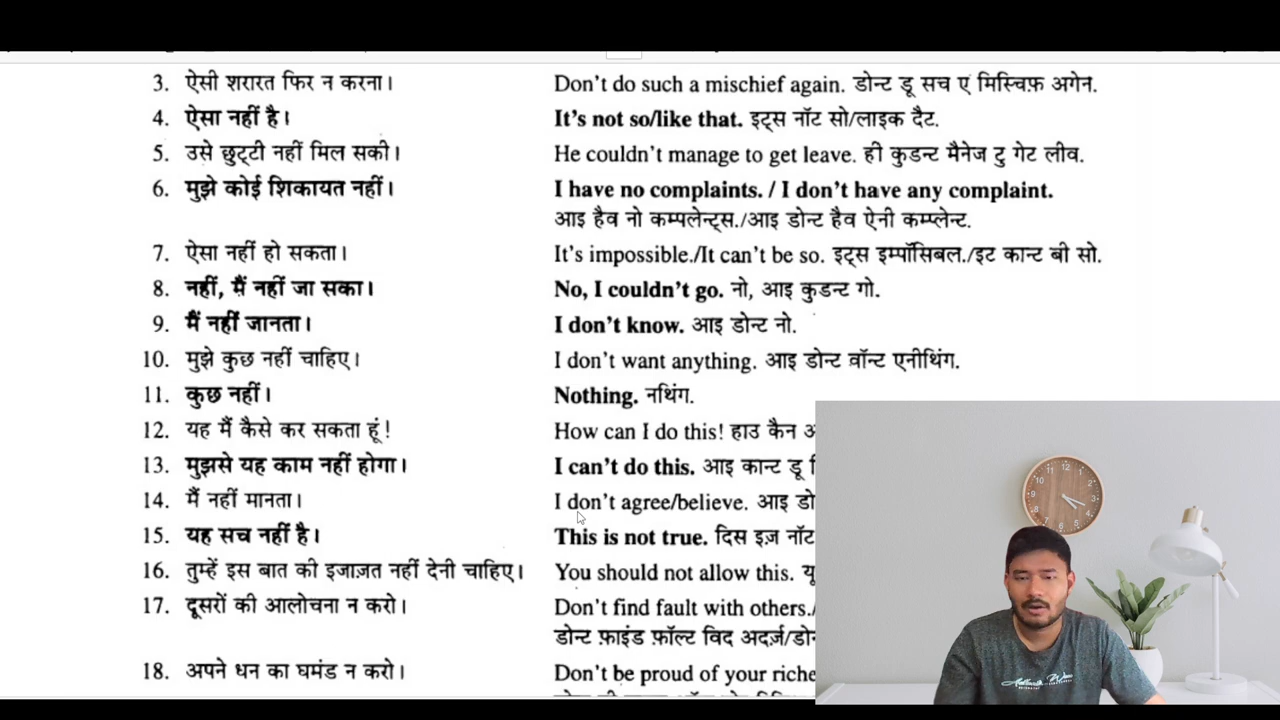 3. ऐसी शरारत फिर न करना। Don't do such a mischief again. डोन्ट डू सच ए मिस्चिफ़ अगेन.
4. ऐसा नहीं है। It's not so/like that. इट्स नॉट सो/लाइक दैट.
5. उसे छुट्टी नहीं मिल सकी। He couldn't manage to get leave. ही कुडन्ट मैनेज टु गेट लीव.
6. मुझे कोई शिकायत नहीं। I have no complaints. / I don't have any complaint.
आइ हैव नो कम्पलेन्ट्स./आइ डोन्ट हैव ऐनी कम्प्लेन्ट.
7. ऐसा नहीं हो सकता। It's impossible./It can't be so. इट्स इम्पॉसिबल./इट कान्ट बी सो.
8. नहीं, मैं नहीं जा सका। No, I couldn't go. नो, आइ कुडन्ट गो.
9. मैं नहीं जानता। I don't know. आइ डोन्ट नो.
10. मुझे कुछ नहीं चाहिए। I don't want anything. आइ डोन्ट वॉन्ट एनीथिंग.
11. कुछ नहीं। Nothing. नथिंग.
12. यह मैं कैसे कर सकता हूं! How can I do this! हाउ कैन
13. मुझसे यह काम नहीं होगा। I can't do this. आइ कान्ट डू
14. मैं नहीं मानता। I don't agree/believe. आइ
15. यह सच नहीं है। This is not true. दिस इज़ नॉट
16. तुम्हें इस बात की इजाज़त नहीं देनी चाहिए। You should not allow this.
17. दूसरों की आलोचना न करो। Don't find fault with others./
डोन्ट फ़ाइंड फ़ॉल्ट विद अदर्ज़/
18. अपने धन का घमंड न करो। Don't be proud of your